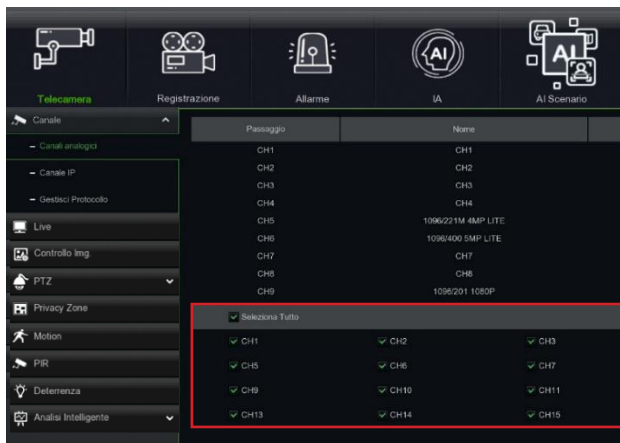 AI
AI
Telecamera Registrazione Allarme IA AI Scenario
Canale
Canali analogici
Canale IP
Gestisci Protocollo
Live
Controllo Img.
PTZ
Privacy Zone
Motion
PIR
Deterrenza
Analisi Intelligente
Passaggio Nome
CH1 CH1
CH2 CH2
CH3 CH3
CH4 CH4
CH5 1096/221M 4MP LITE
CH6 1096/400 5MP LITE
CH7 CH7
CH8 CH8
CH9 1096/201 1080P
Seleziona Tutto
CH1 CH2 CH3
CH5 CH6 CH7
CH9 CH10 CH11
CH13 CH14 CH15